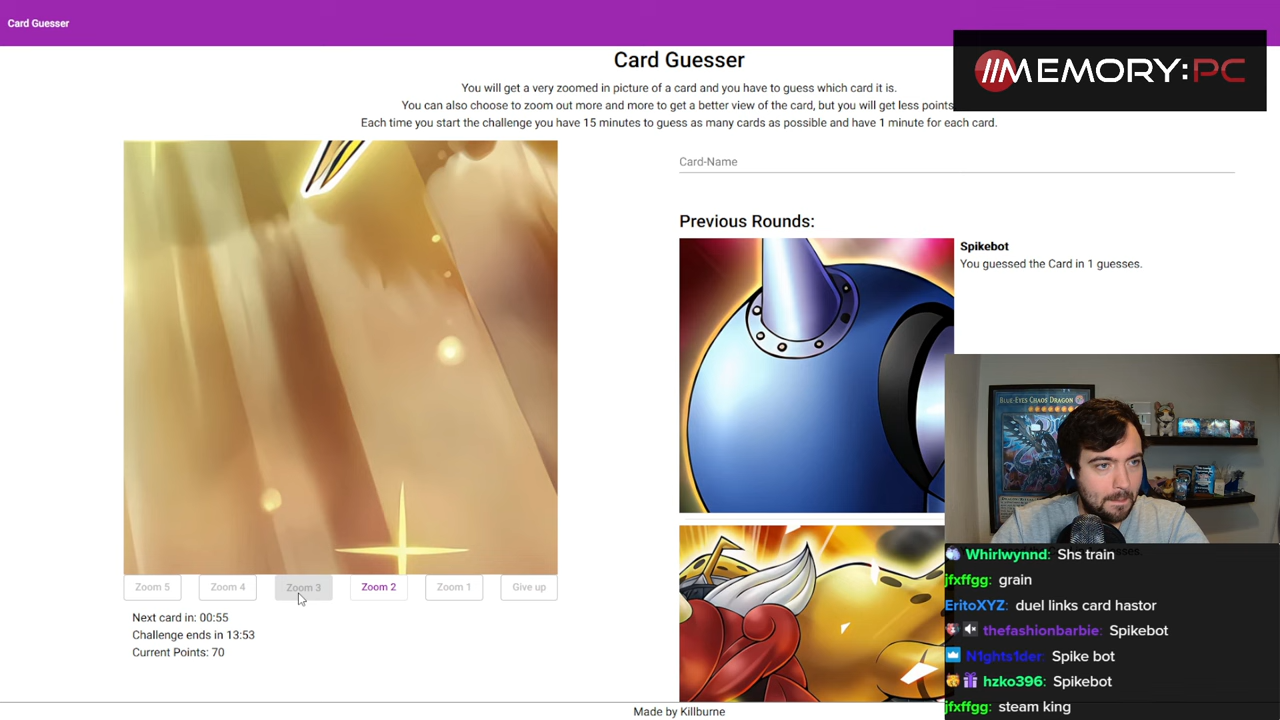 Card Guesser
Card Guesser
//MEMORY:PC
You will get a very zoomed in picture of a card and you have to guess which card it is.
You can also choose to zoom out more and more to get a better view of the card, but you will get less points
Each time you start the challenge you have 15 minutes to guess as many cards as possible and have 1 minute for each card.
Card-Name
Previous Rounds:
Spikebot
You guessed the Card in 1 guesses.
BLUE-EYES CHAOS DRAGON
Whirlwynnd: Shs train
jfxffgg: grain
EritoXYZ: duel links card hastor
thefashionbarbie: Spikebot
N1ghts1der: Spike bot
hzko396: Spikebot
jfxffgg: steam king
Zoom 5
Zoom 4
Zoom 3
Zoom 2
Zoom 1
Give up
Next card in: 00:55
Challenge ends in 13:53
Current Points: 70
Made by Killburne